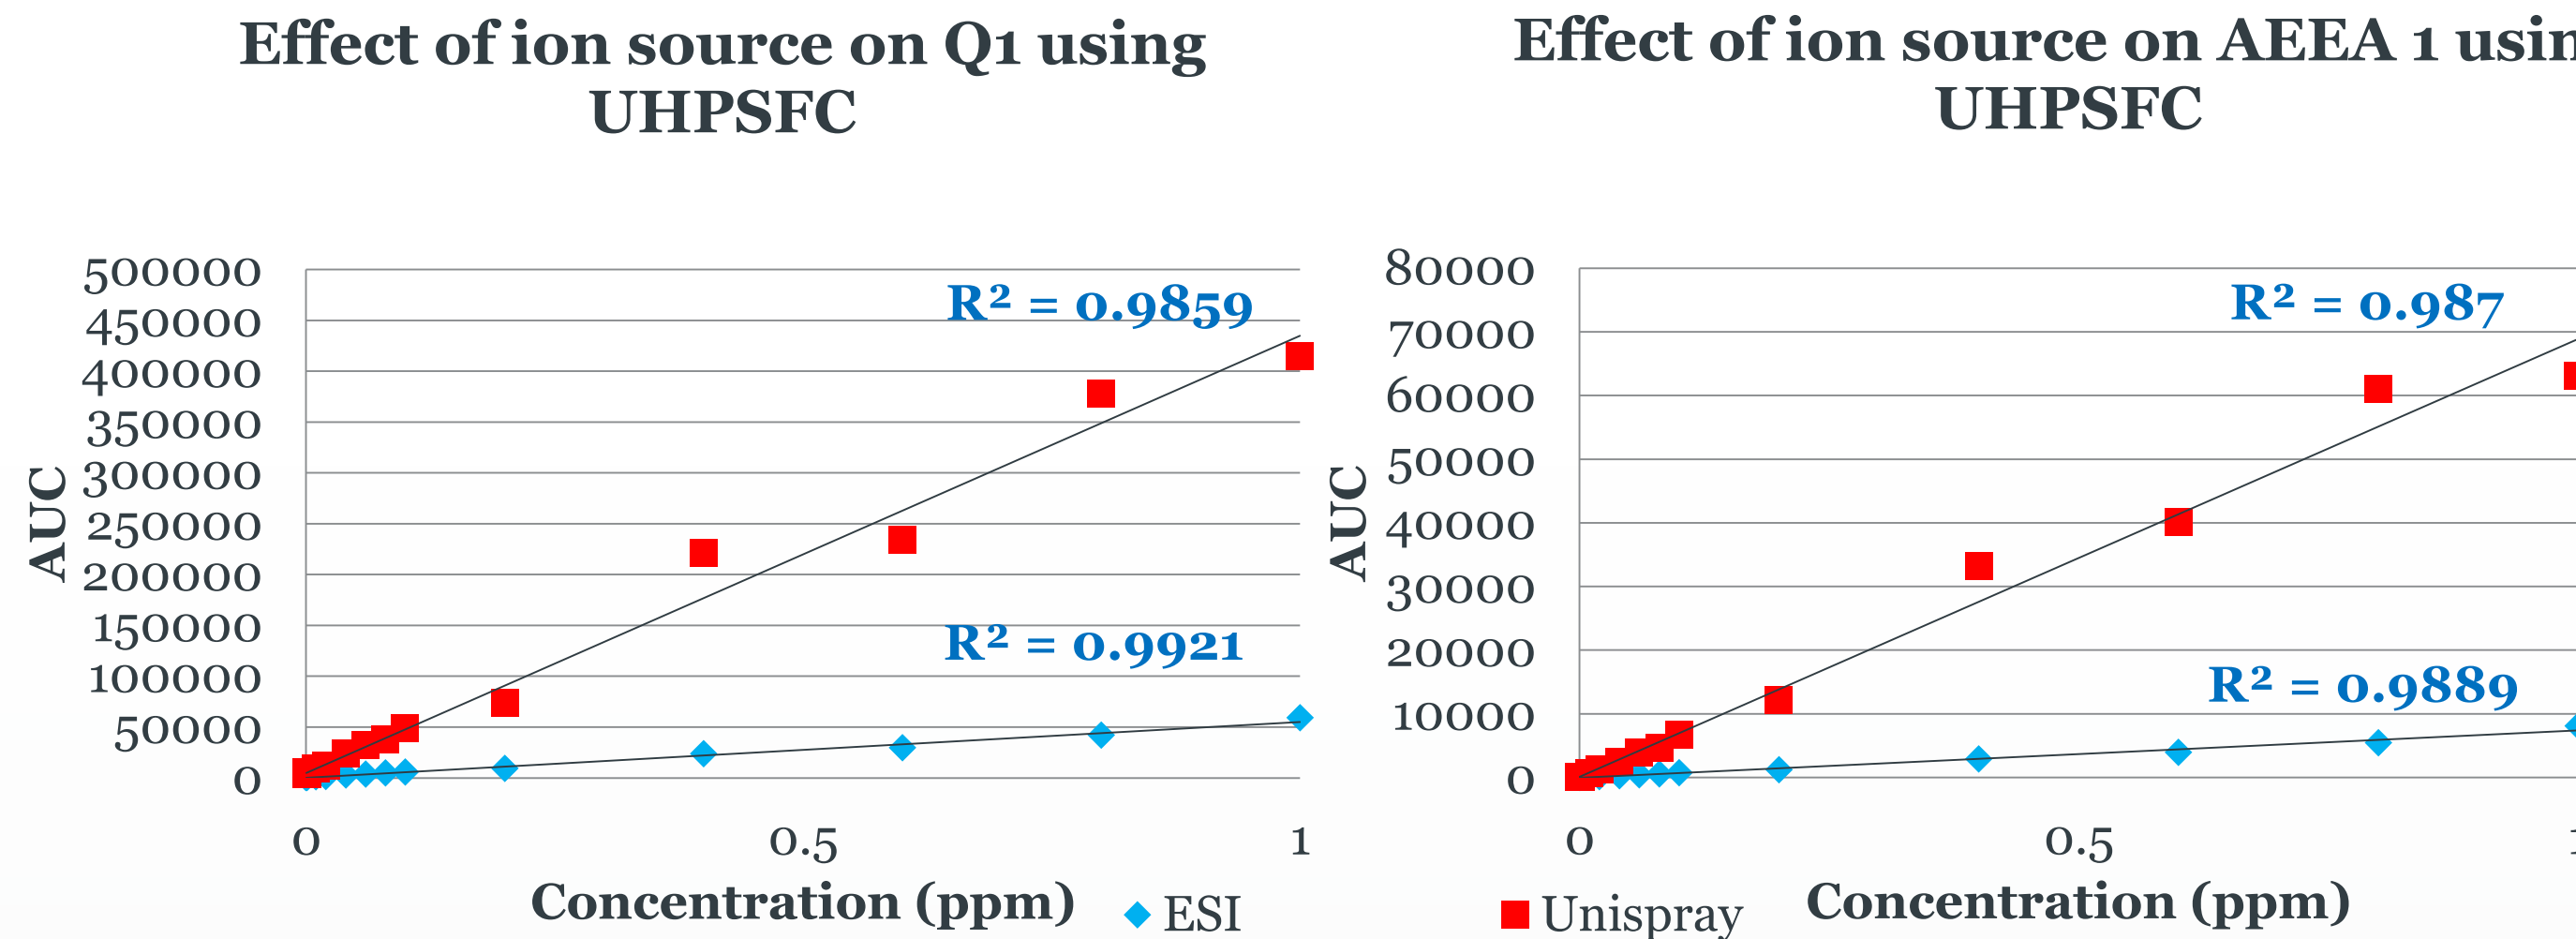 Effect of ion source on Q1 using
UHPSFC
500000
450000
400000
350000
300000
250000
200000
150000
100000
50000
0
AUC
R² = 0.9859
R² = 0.9921
0 0.5 1
Concentration (ppm)
ESI
Effect of ion source on AEEA 1 usin
UHPSFC
80000
70000
60000
50000
40000
30000
20000
10000
0
AUC
R² = 0.987
R² = 0.9889
0 0.5 1
Unispray
Concentration (ppm)